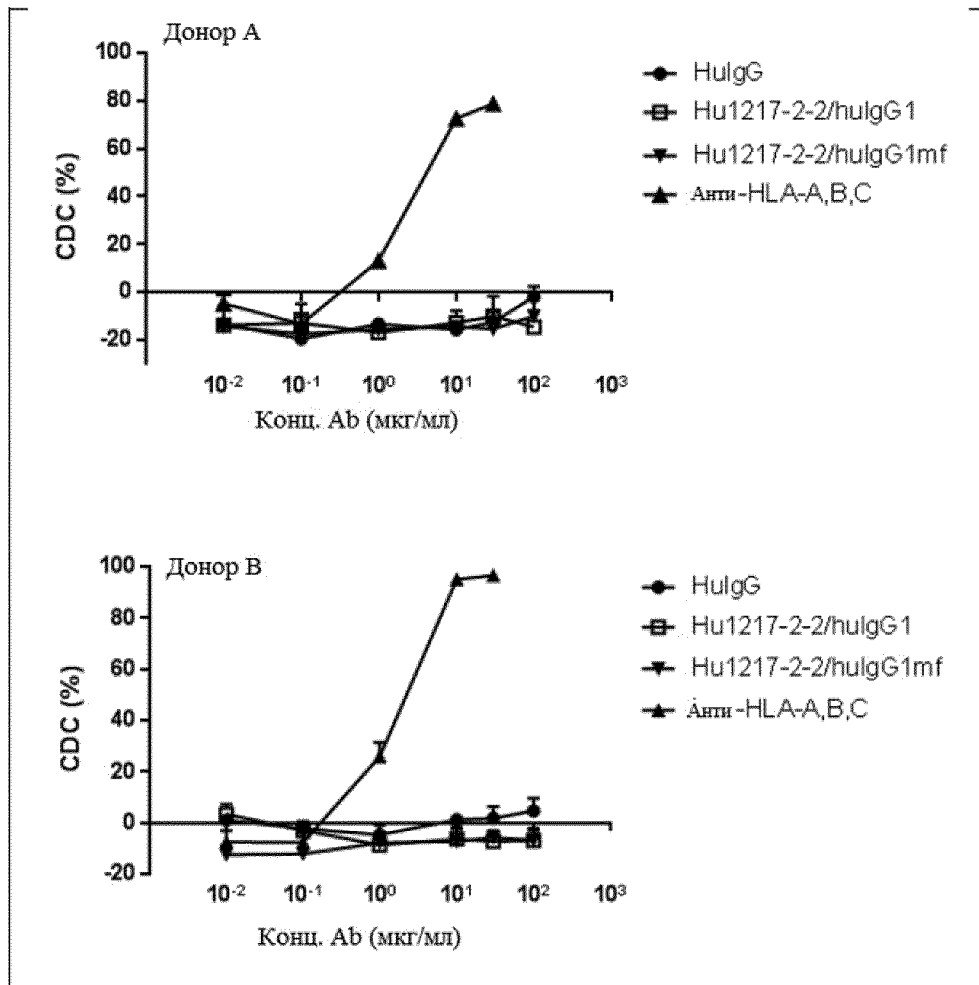 Донор А
100
80
60
40
20
0
-20
CDC (%)
10-2 10-1 100 101 102 103
Конц. Ab (мкг/мл)
HuIgG
Hu1217-2-2/huIgG1
Hu1217-2-2/huIgG1mf
Анти-HLA-A,B,C
Донор В
100
80
60
40
20
0
-20
CDC (%)
10-2 10-1 100 101 102 103
Конц. Ab (мкг/мл)
HuIgG
Hu1217-2-2/huIgG1
Hu1217-2-2/huIgG1mf
Анти-HLA-A,B,C